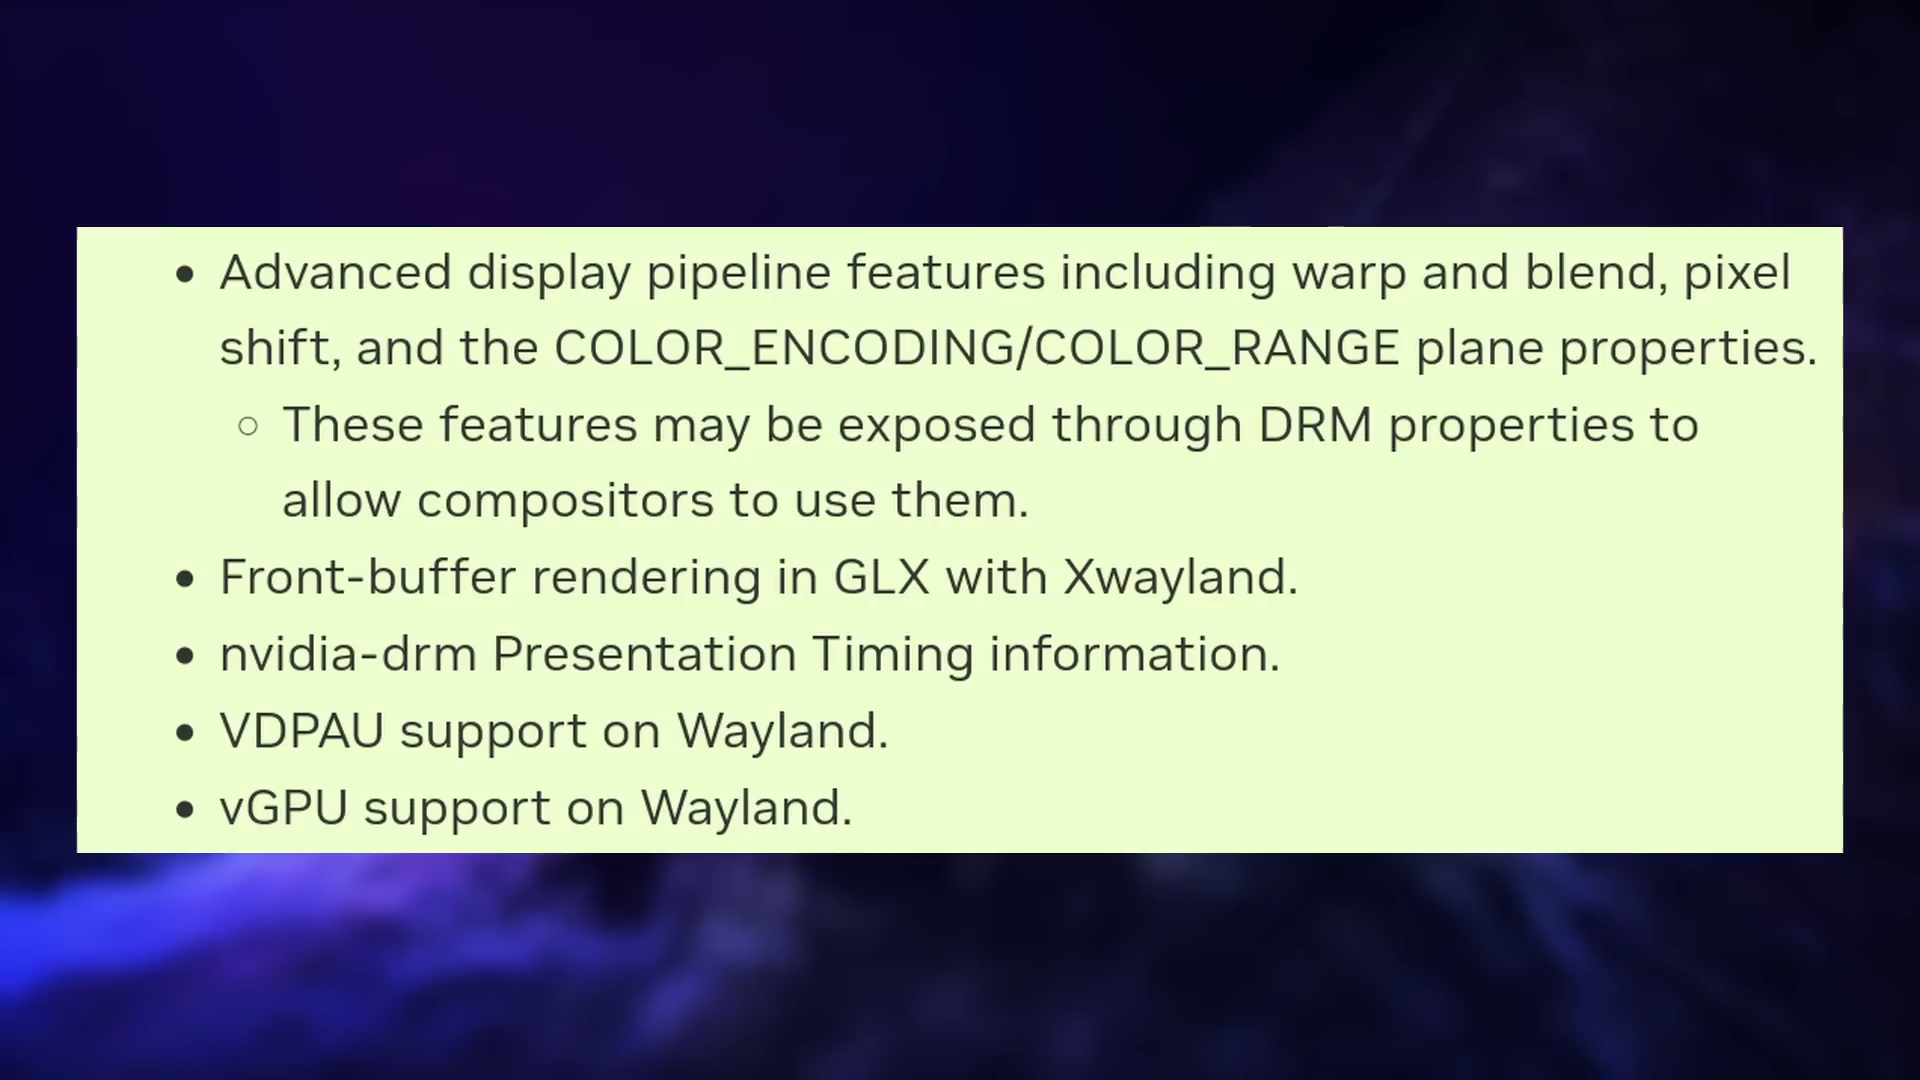 • Advanced display pipeline features including warp and blend, pixel
shift, and the COLOR_ENCODING/COLOR_RANGE plane properties.
○ These features may be exposed through DRM properties to
allow compositors to use them.
• Front-buffer rendering in GLX with Xwayland.
• nvidia-drm Presentation Timing information.
• VDPAU support on Wayland.
• vGPU support on Wayland.